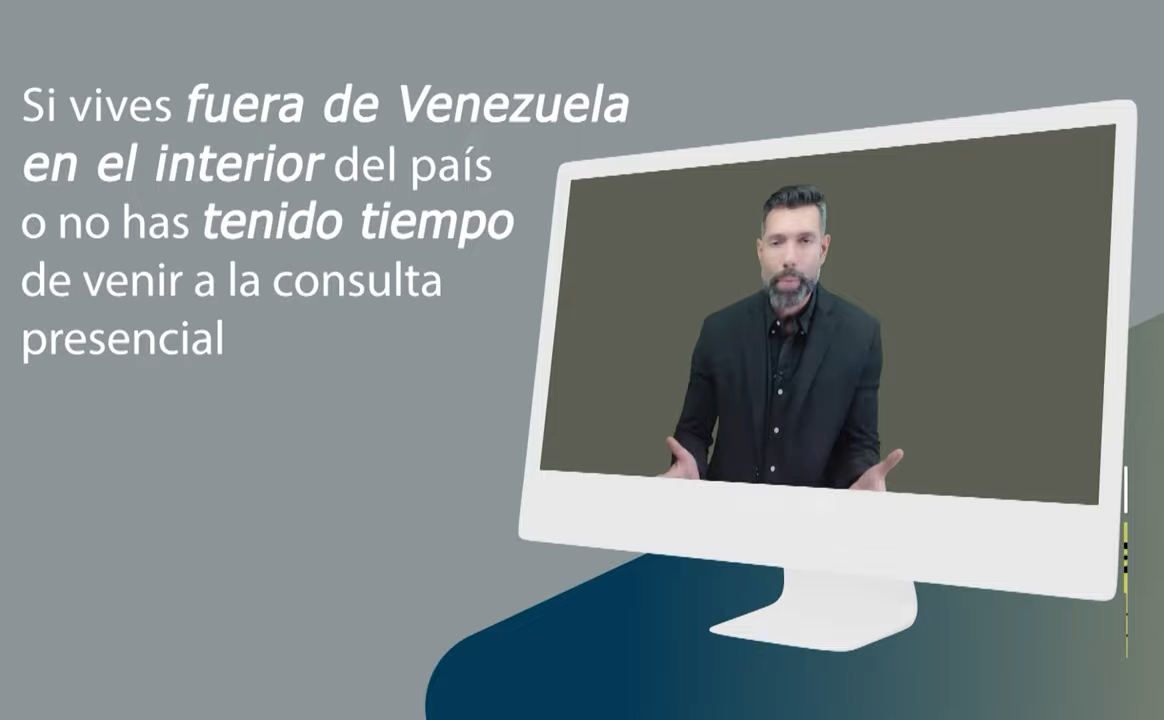 Si vives fuera de Venezuela
en el interior del país
o no has tenido tiempo
de venir a la consulta
presencial